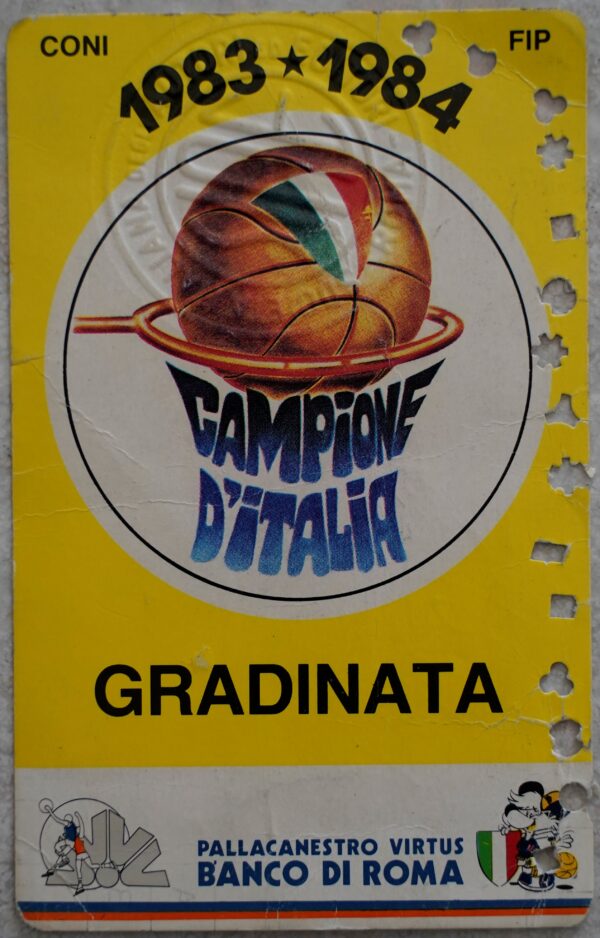 CONI
FIP
1983 ★ 1984
CAMPiONE
D'iTALiA
GRADINATA
PALLACANESTRO VIRTUS
BANCO DI ROMA